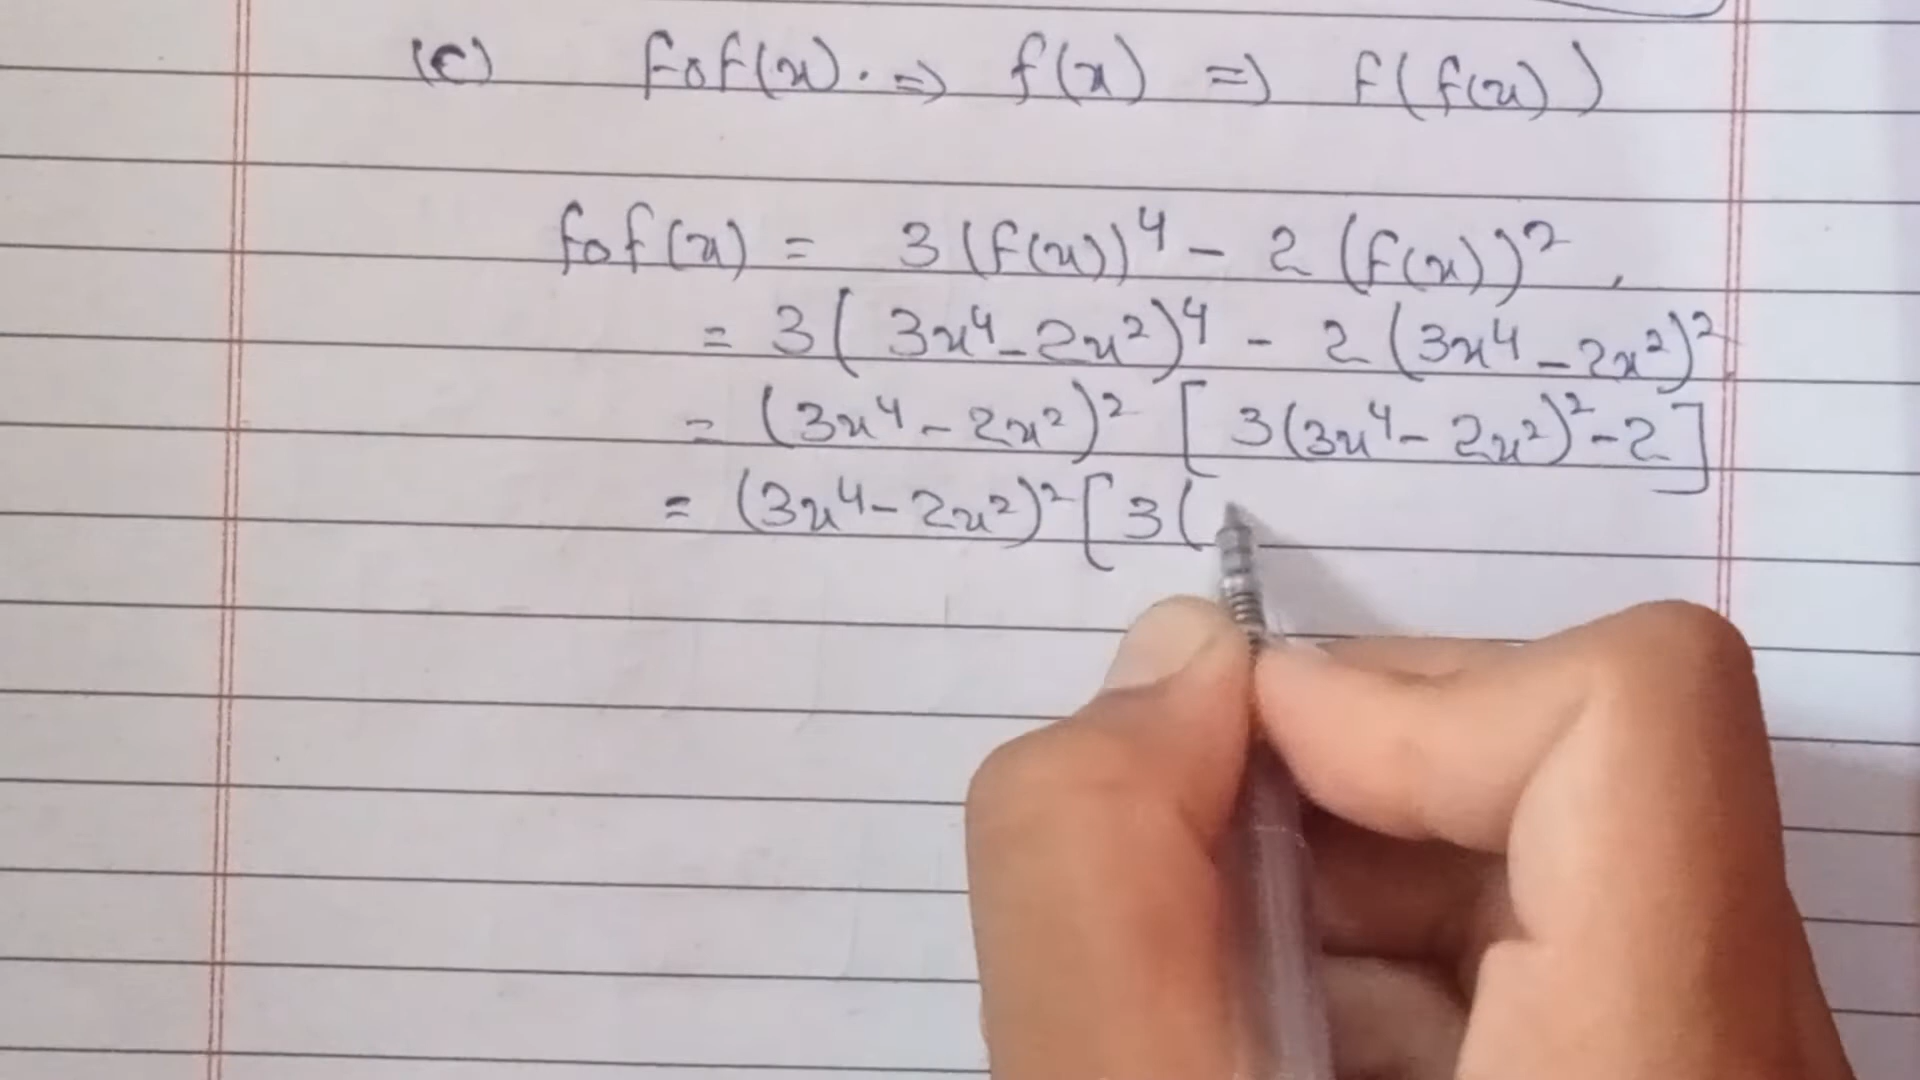 (c) fof(x). => f(x) => f(f(x))
fof(x) = 3(f(x))⁴ - 2(f(x))²,
= 3(3x⁴-2x²)⁴ - 2(3x⁴-2x²)²
= (3x⁴-2x²)² [3(3x⁴-2x²)²-2]
= (3x⁴-2x²)² [3(